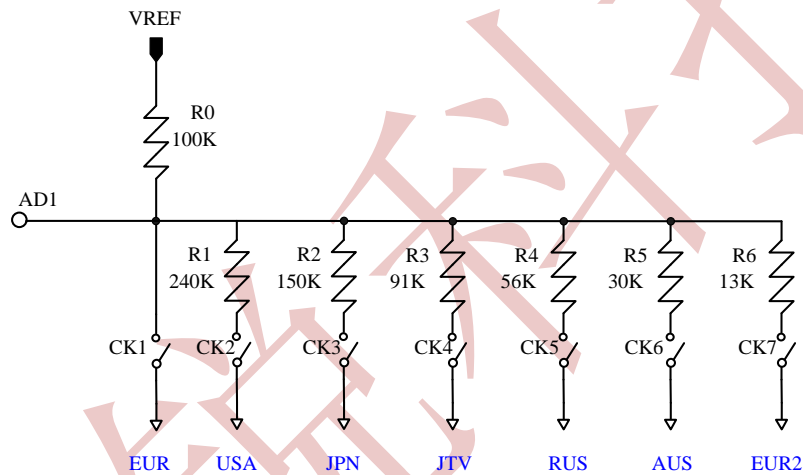 VREF
R0
100K
AD1
R1
240K
R2
150K
R3
91K
R4
56K
R5
30K
R6
13K
CK1
CK2
CK3
CK4
CK5
CK6
CK7
EUR
USA
JPN
JTV
RUS
AUS
EUR2